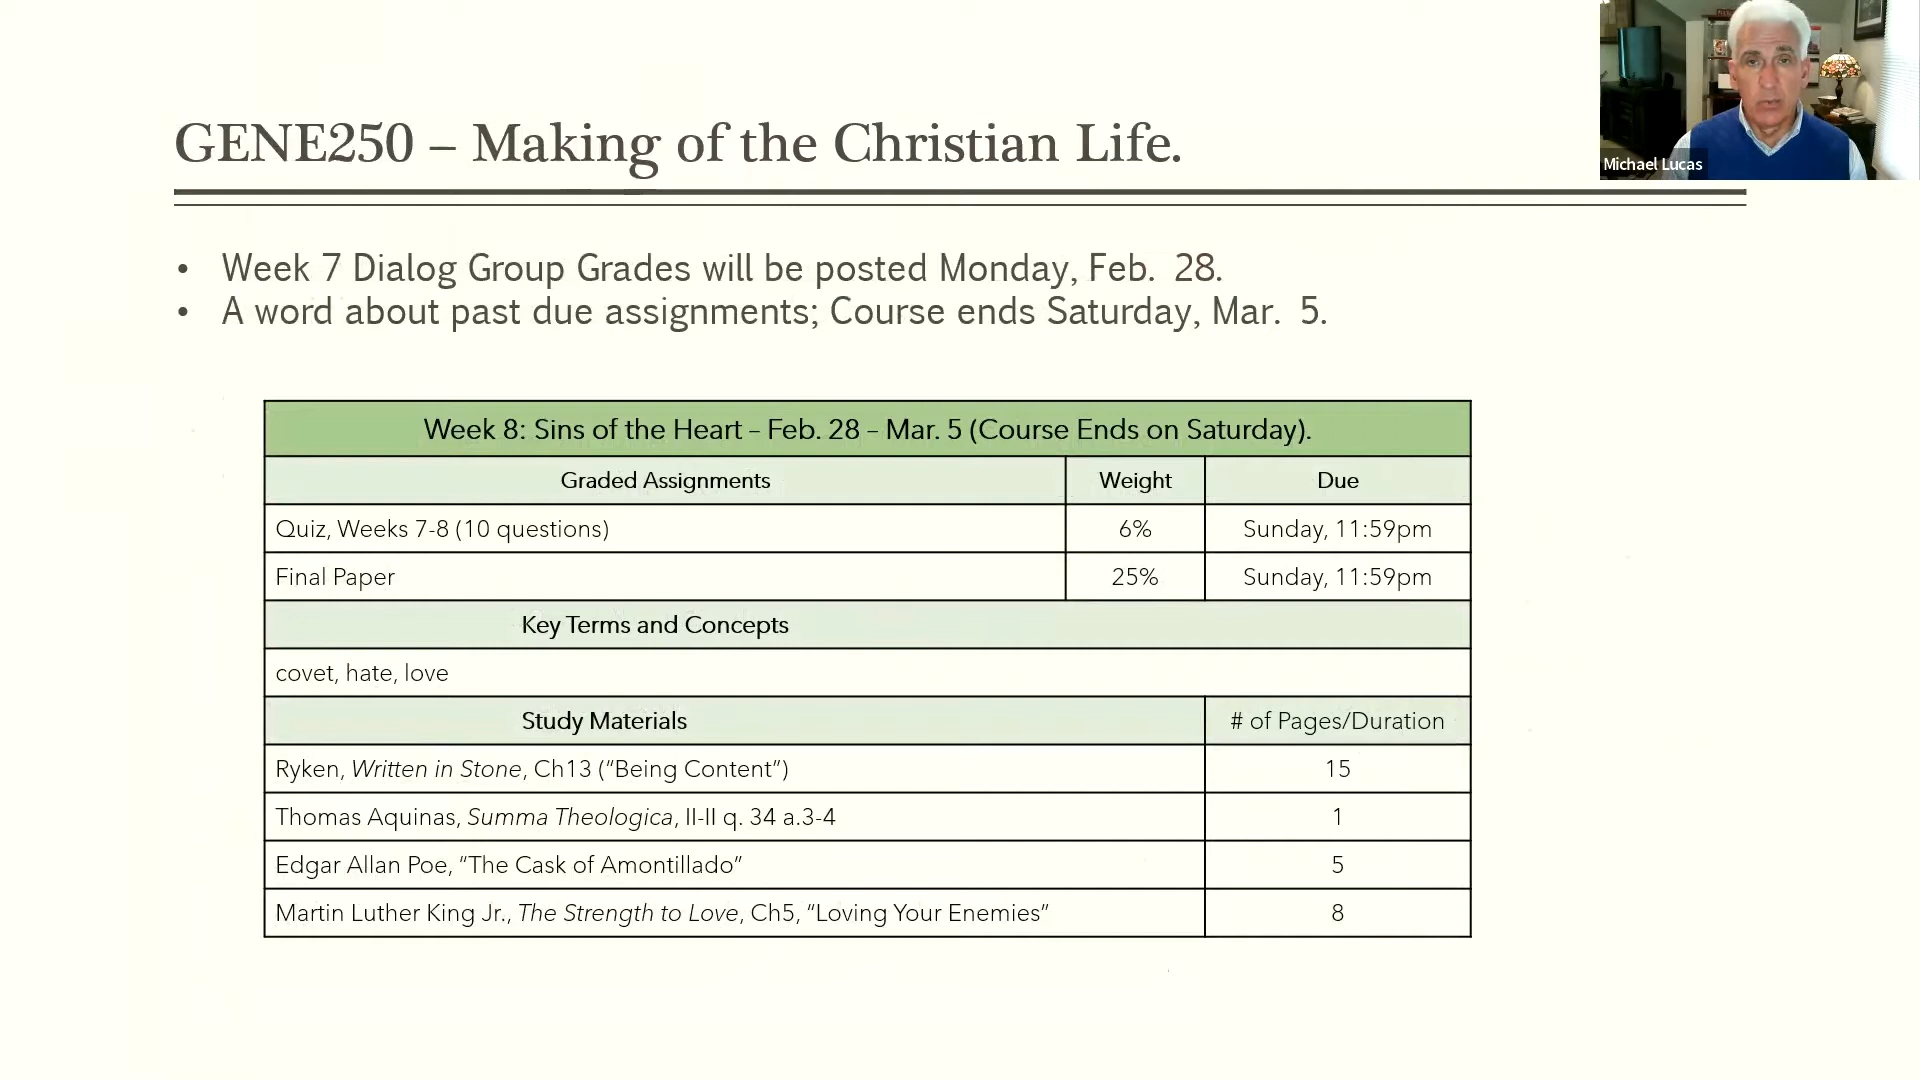 GENE250 – Making of the Christian Life.
Michael Lucas
• Week 7 Dialog Group Grades will be posted Monday, Feb. 28.
• A word about past due assignments; Course ends Saturday, Mar. 5.
Week 8: Sins of the Heart – Feb. 28 – Mar. 5 (Course Ends on Saturday).
Graded Assignments Weight Due
Quiz, Weeks 7-8 (10 questions) 6% Sunday, 11:59pm
Final Paper 25% Sunday, 11:59pm
Key Terms and Concepts
covet, hate, love
Study Materials # of Pages/Duration
Ryken, Written in Stone, Ch13 (“Being Content”) 15
Thomas Aquinas, Summa Theologica, II-II q. 34 a.3-4 1
Edgar Allan Poe, “The Cask of Amontillado” 5
Martin Luther King Jr., The Strength to Love, Ch5, “Loving Your Enemies” 8